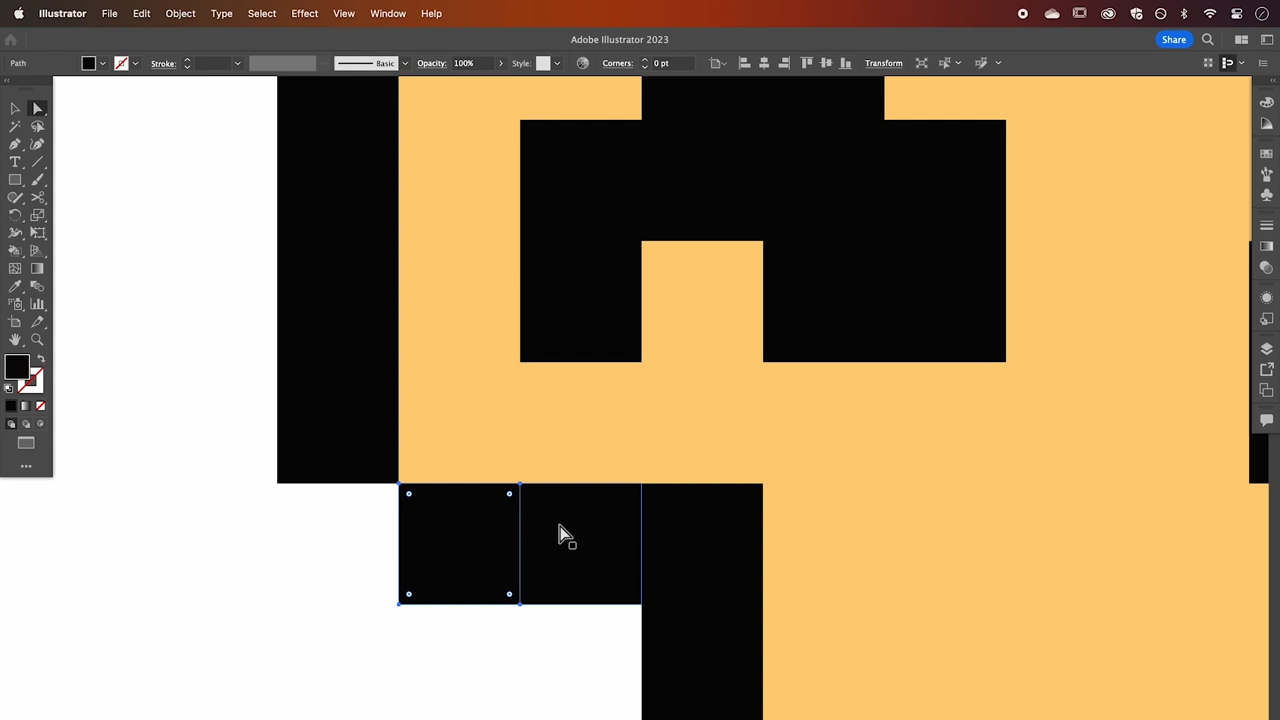 Illustrator File Edit Object Type Select Effect View Window Help
Adobe Illustrator 2023
Share
Path Stroke: Basic Opacity: 100% Style: Corners: 0 pt Transform